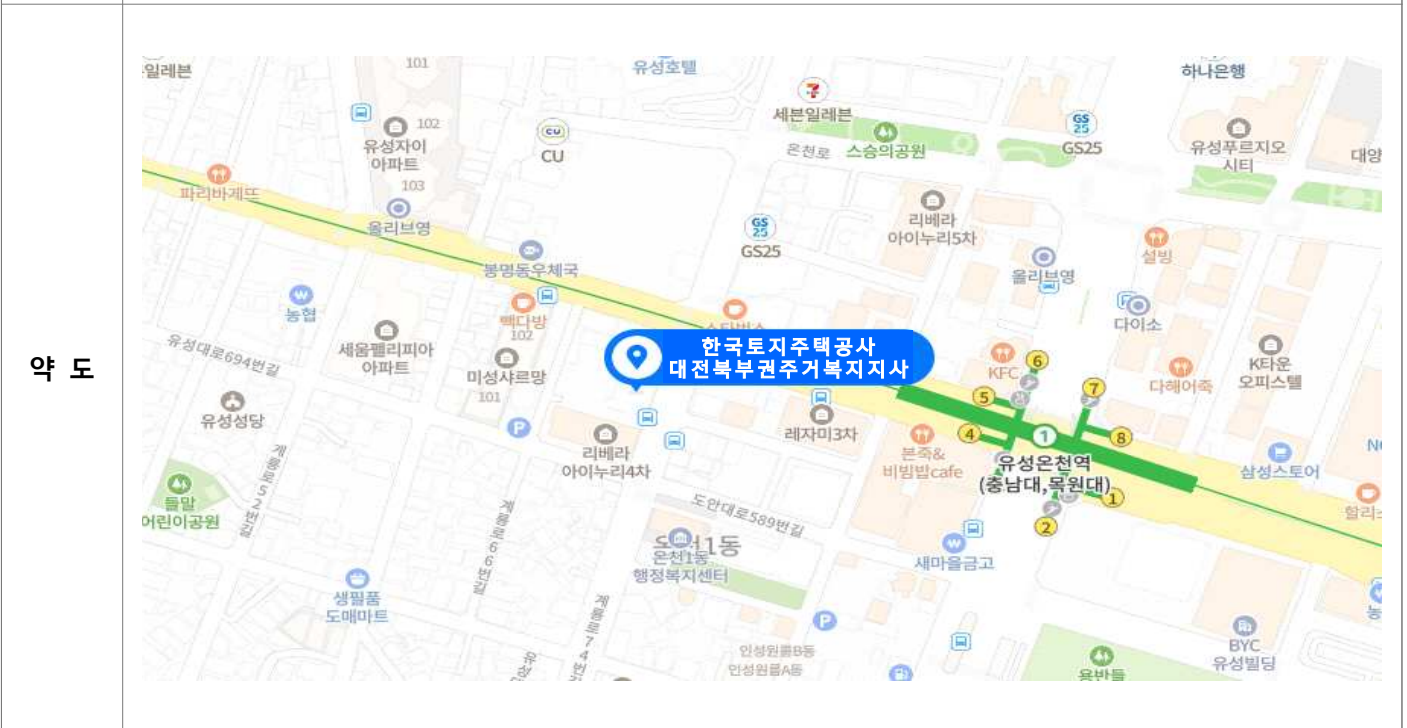 약 도
일레븐
101
유성호텔
하나은행
세븐일레븐
102
유성자이
아파트
103
CU
CU
GS
25
GS25
온천로
스승의공원
유성푸르지오
시티
대양
파리바게뜨
올리브영
리베라
아이누리5차
GS
25
GS25
봉명동우체국
설빙
올리브영
농협
빽다방
102
다이소
유성대로694번길
세움펠리피아
아파트
미성샤르망
101
한국토지주택공사
대전북부권주거복지지사
KFC
6
5
7
다해어죽
K타운
오피스텔
유성성당
P
리베라
아이누리4차
레자미3차
본죽&
비빔밥cafe
4
1
8
유성온천역
(충남대,목원대)
1
2
삼성스토어
계룡로52번길
들말
어린이공원
계룡로66번길
도안대로589번길
온천1동
행정복지센터
새마을금고
생필품
도매마트
계룡로74번
P
인성원룸B동
인성원룸A동
BYC
유성빌딩
용반들